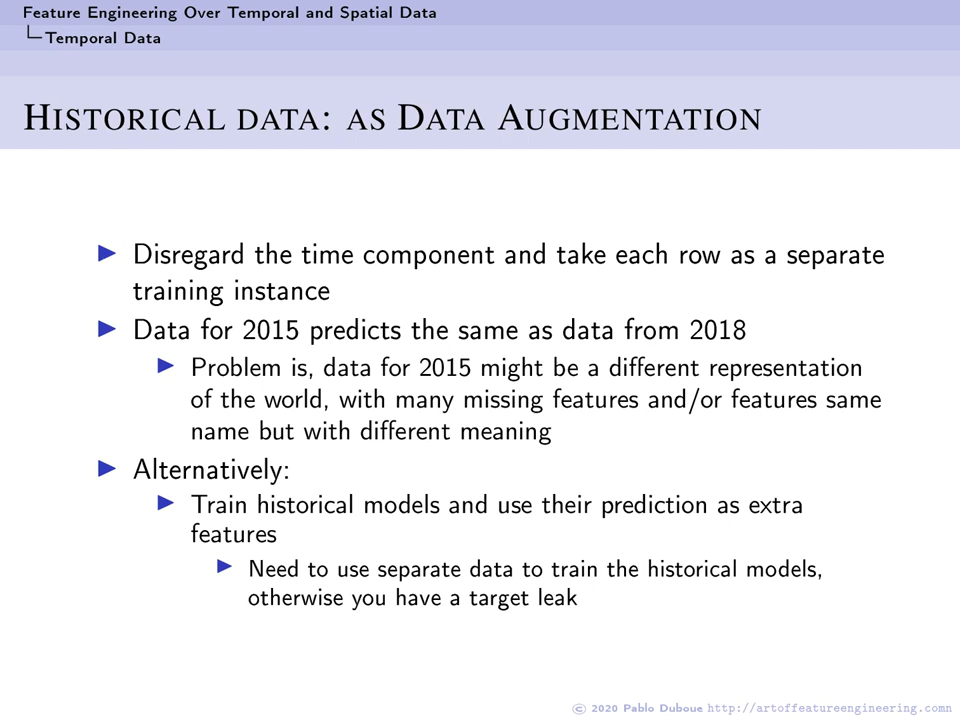 Feature Engineering Over Temporal and Spatial Data
Temporal Data
HISTORICAL DATA: AS DATA AUGMENTATION
Disregard the time component and take each row as a separate
training instance
Data for 2015 predicts the same as data from 2018
Problem is, data for 2015 might be a different representation
of the world, with many missing features and/or features same
name but with different meaning
Alternatively:
Train historical models and use their prediction as extra
features
Need to use separate data to train the historical models,
otherwise you have a target leak
© 2020 Pablo Duboue http://artoffeatureengineering.comn